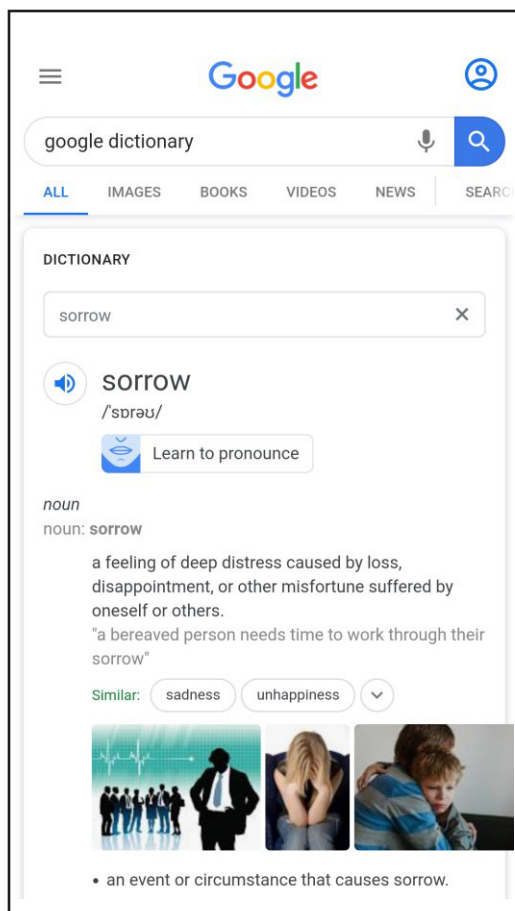 Google
google dictionary
ALL IMAGES BOOKS VIDEOS NEWS SEARC
DICTIONARY
sorrow
sorrow
/ˈsɒrəʊ/
Learn to pronounce
noun
noun: sorrow
a feeling of deep distress caused by loss,
disappointment, or other misfortune suffered by
oneself or others.
"a bereaved person needs time to work through their
sorrow"
Similar: sadness unhappiness
• an event or circumstance that causes sorrow.